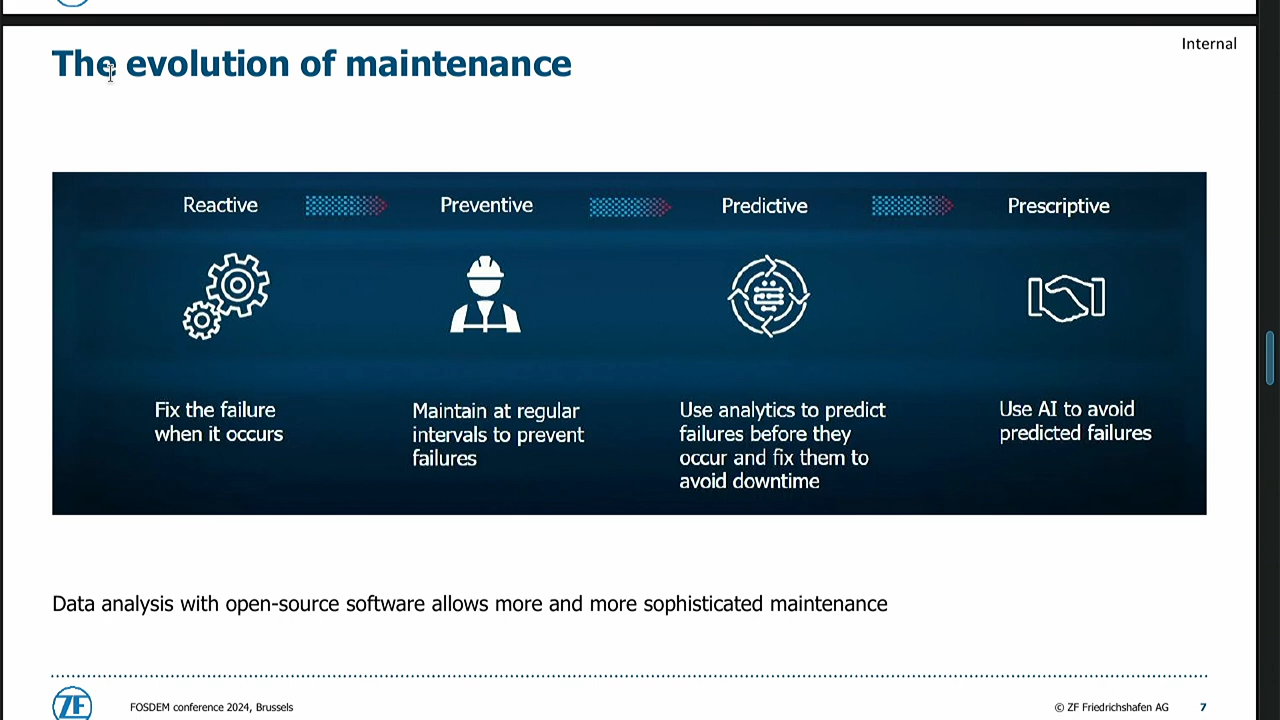 Internal
The evolution of maintenance
Reactive
Preventive
Predictive
Prescriptive
Fix the failure
when it occurs
Maintain at regular
intervals to prevent
failures
Use analytics to predict
failures before they
occur and fix them to
avoid downtime
Use AI to avoid
predicted failures
Data analysis with open-source software allows more and more sophisticated maintenance
ZF
FOSDEM conference 2024, Brussels
© ZF Friedrichshafen AG
7